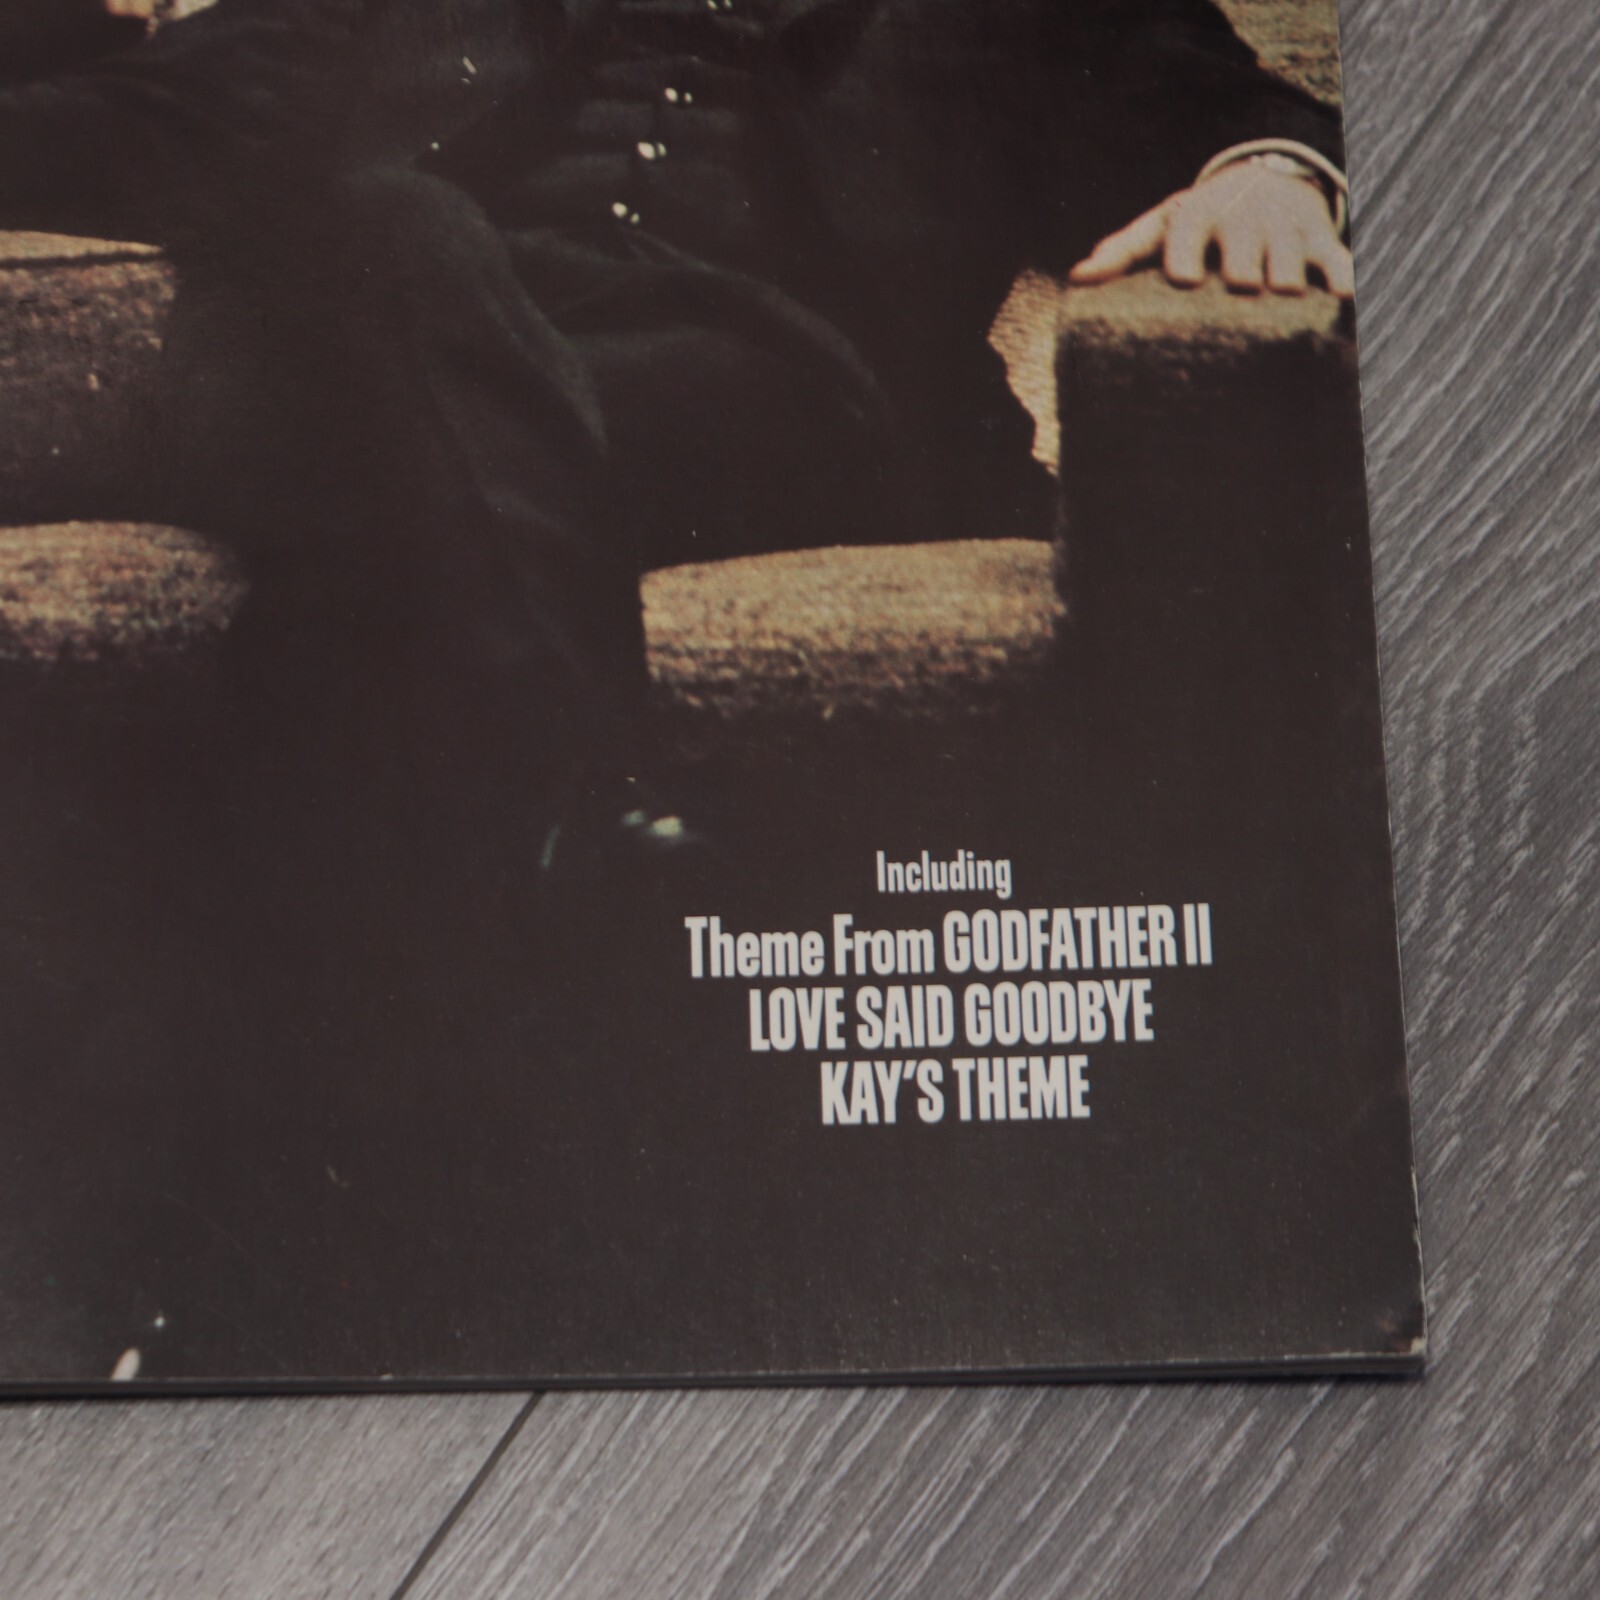 Including
Theme From GODFATHER II
LOVE SAID GOODBYE
KAY'S THEME